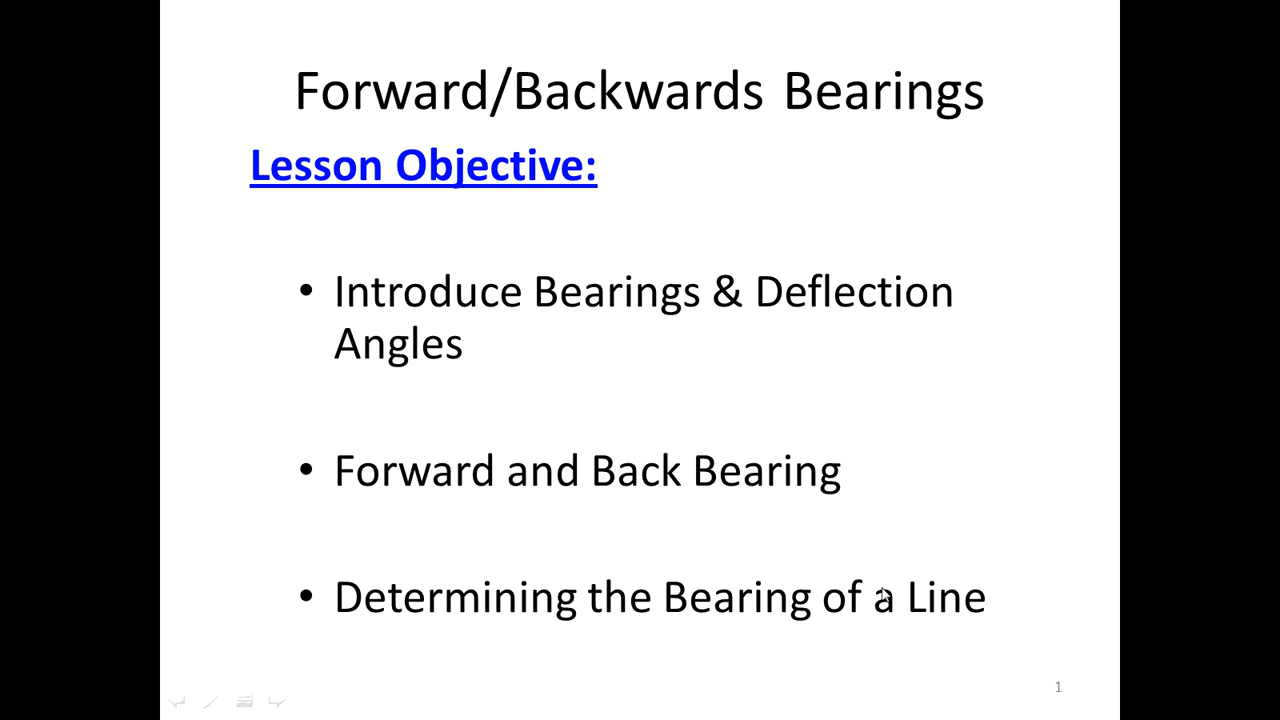 Forward/Backwards Bearings
Lesson Objective:
• Introduce Bearings & Deflection
Angles
• Forward and Back Bearing
• Determining the Bearing of a Line
1